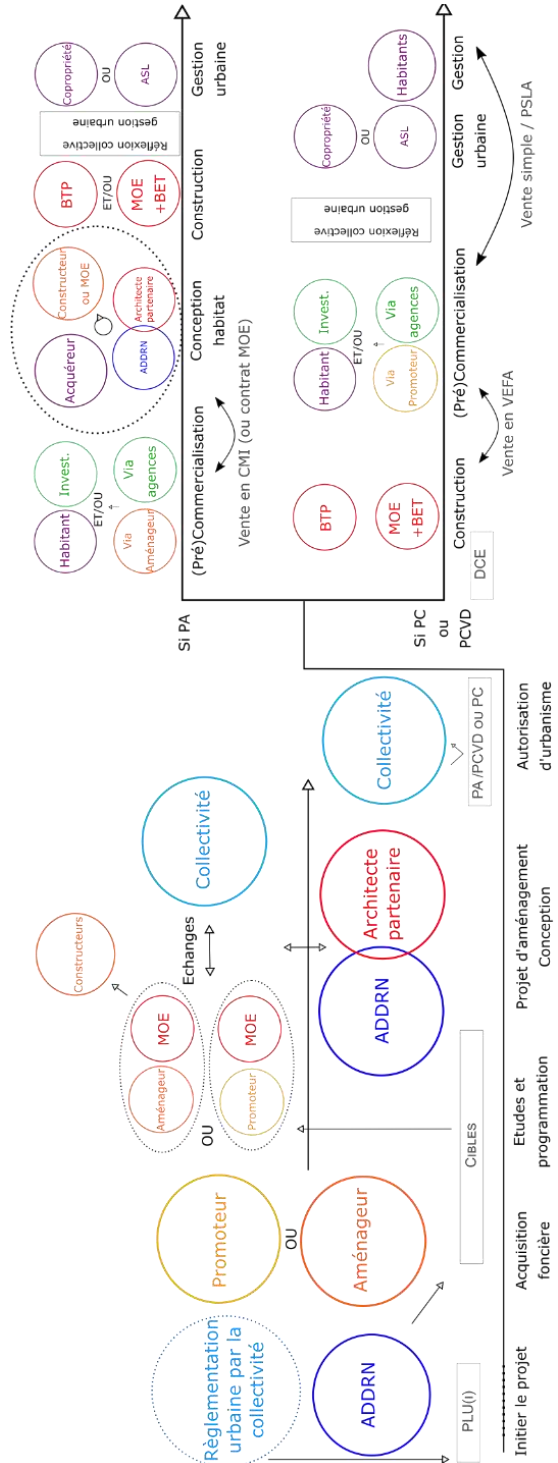 Règlementation
urbaine par la
collectivité
ADDRN
PLU(I)
Initier le projet
Promoteur
OU
Aménageur
Acquisition
foncière
CIBLES
Aménageur
MOE
OU
Promoteur
MOE
Constructeurs
Echanges
Collectivité
Etudes et
programmation
ADDRN
Architecte
partenaire
Projet d'aménagement
Conception
Collectivité
PA/PCVD ou PC
Autorisation
d'urbanisme
Si PA
Habitant
Invest.
ET/OU
Via
Aménageur
Via
agences
(Pré)Commercialisation
Vente en CMI (ou contrat MOE)
Acquéreur
Constructeur
ou MOE
ADDRN
Architecte
partenaire
Conception
habitat
BTP
ET/OU
MOE
+BET
Construction
Réflexion collective
gestion urbaine
Copropriété
OU
ASL
Gestion
urbaine
Si PC
ou
PCVD
DCE
BTP
MOE
+BET
Construction
Vente en VEFA
Habitant
Invest.
ET/OU
Via
Promoteur
Via
agences
(Pré)Commercialisation
Réflexion collective
gestion urbaine
Vente simple / PSLA
Copropriété
OU
ASL
Gestion
urbaine
Habitants
Gestion